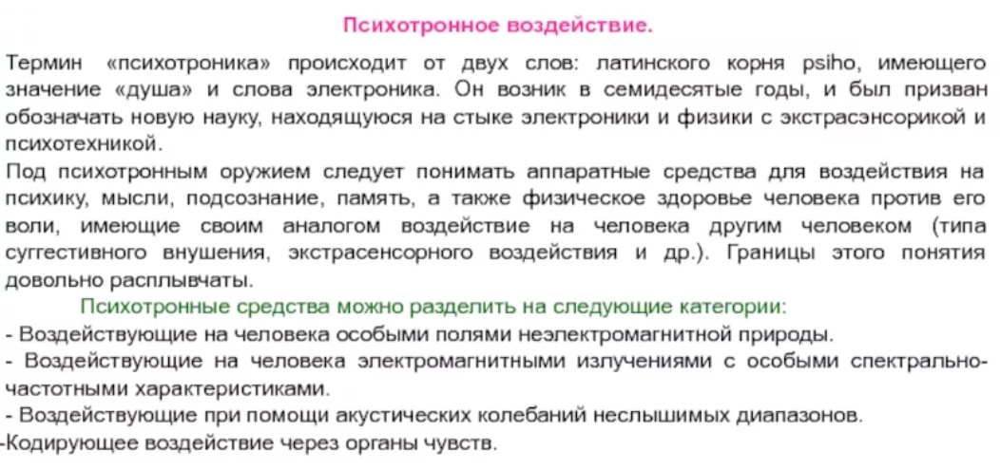 Психотронное воздействие.
Термин «психотроника» происходит от двух слов: латинского корня psiho, имеющего
значение «душа» и слова электроника. Он возник в семидесятые годы, и был призван
обозначать новую науку, находящуюся на стыке электроники и физики с экстрасэнсорикой и
психотехникой.
Под психотронным оружием следует понимать аппаратные средства для воздействия на
психику, мысли, подсознание, память, а также физическое здоровье человека против его
воли, имеющие своим аналогом воздействие на человека другим человеком (типа
суггестивного внушения, экстрасенсорного воздействия и др.). Границы этого понятия
довольно расплывчаты.
Психотронные средства можно разделить на следующие категории:
- Воздействующие на человека особыми полями неэлектромагнитной природы.
- Воздействующие на человека электромагнитными излучениями с особыми спектрально-
частотными характеристиками.
- Воздействующие при помощи акустических колебаний неслышимых диапазонов.
-Кодирующее воздействие через органы чувств.